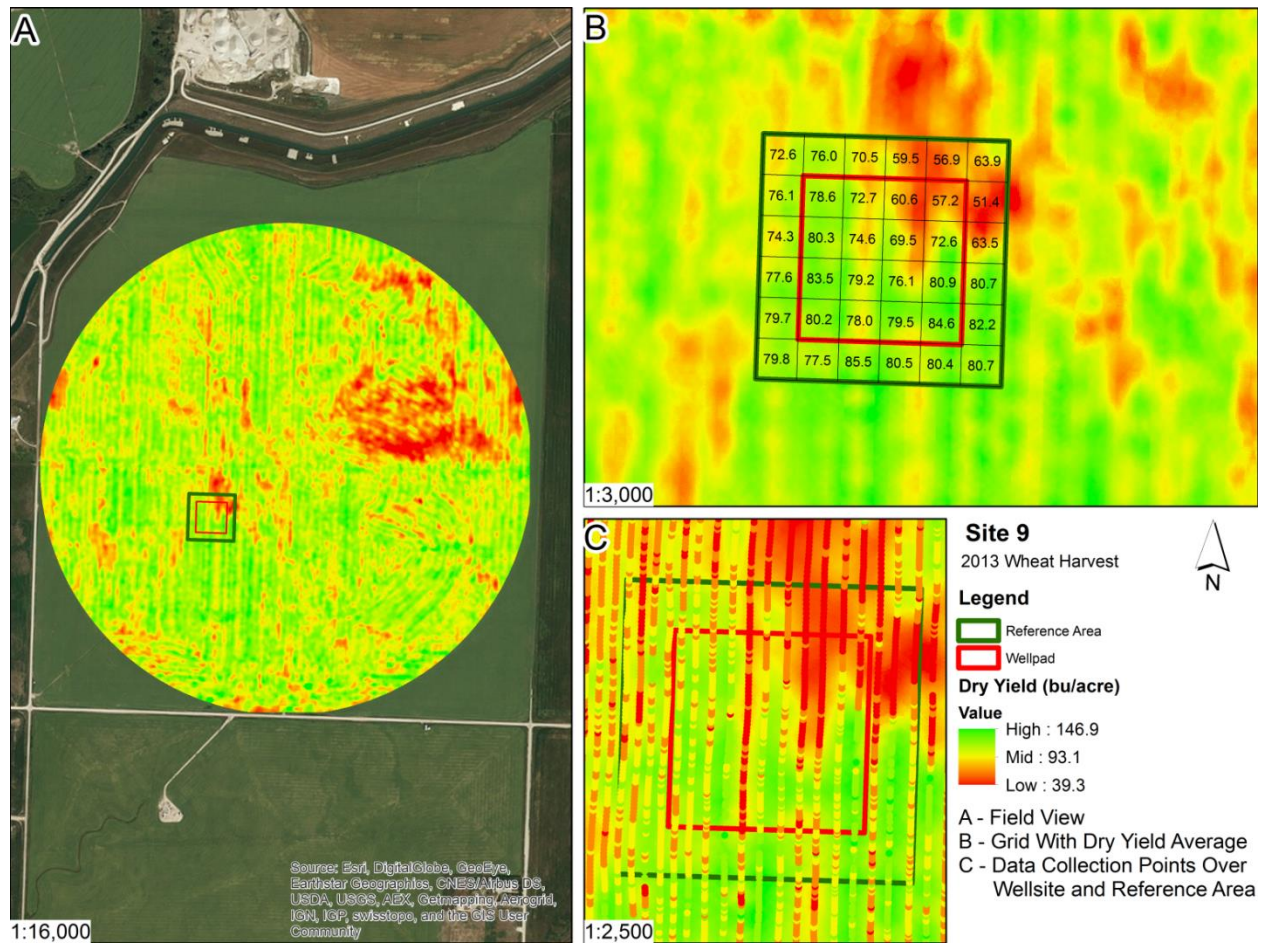 A
Source: Esri, DigitalGlobe, GeoEye,
Earthstar Geographics, CNES/Airbus DS,
USDA, USGS, AEX, Getmapping, Aerogrid,
IGN, IGP, swisstopo, and the GIS User
Community
1:16,000
B
72.6 76.0 70.5 59.5 56.9 63.9
76.1 78.6 72.7 60.6 57.2 51.4
74.3 80.3 74.6 69.5 72.6 63.5
77.6 83.5 79.2 76.1 80.9 80.7
79.7 80.2 78.0 79.5 84.6 82.2
79.8 77.5 85.5 80.5 80.4 80.7
1:3,000
C
1:2,500
Site 9
2013 Wheat Harvest
N
Legend
Reference Area
Wellpad
Dry Yield (bu/acre)
Value
High : 146.9
Mid : 93.1
Low : 39.3
A - Field View
B - Grid With Dry Yield Average
C - Data Collection Points Over
Wellsite and Reference Area